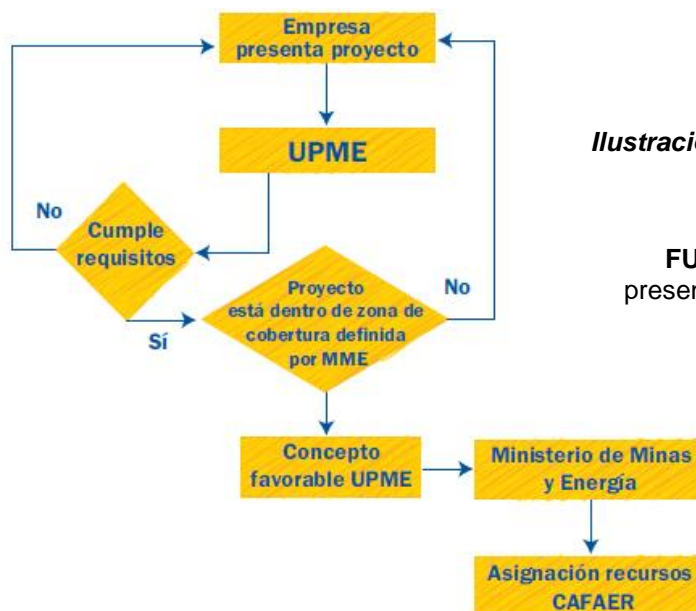 Empresa
presenta proyecto
UPME
No
Cumple
requisitos
Sí
Proyecto
está dentro de zona de
cobertura definida
por MME
No
Concepto
favorable UPME
Ministerio de Minas
y Energía
Asignación recursos
CAFAER
FU